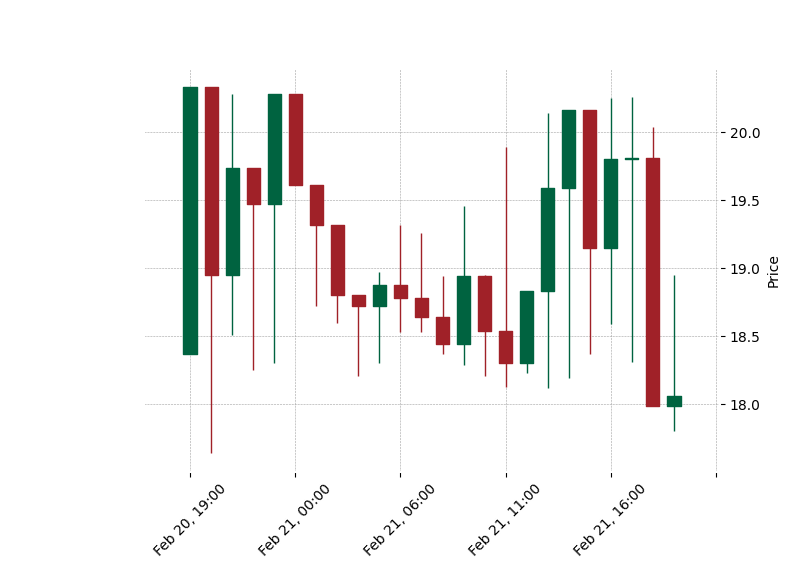 20.0
19.5
19.0
18.5
18.0
Price
Feb 20, 19:00
Feb 21, 00:00
Feb 21, 06:00
Feb 21, 11:00
Feb 21, 16:00